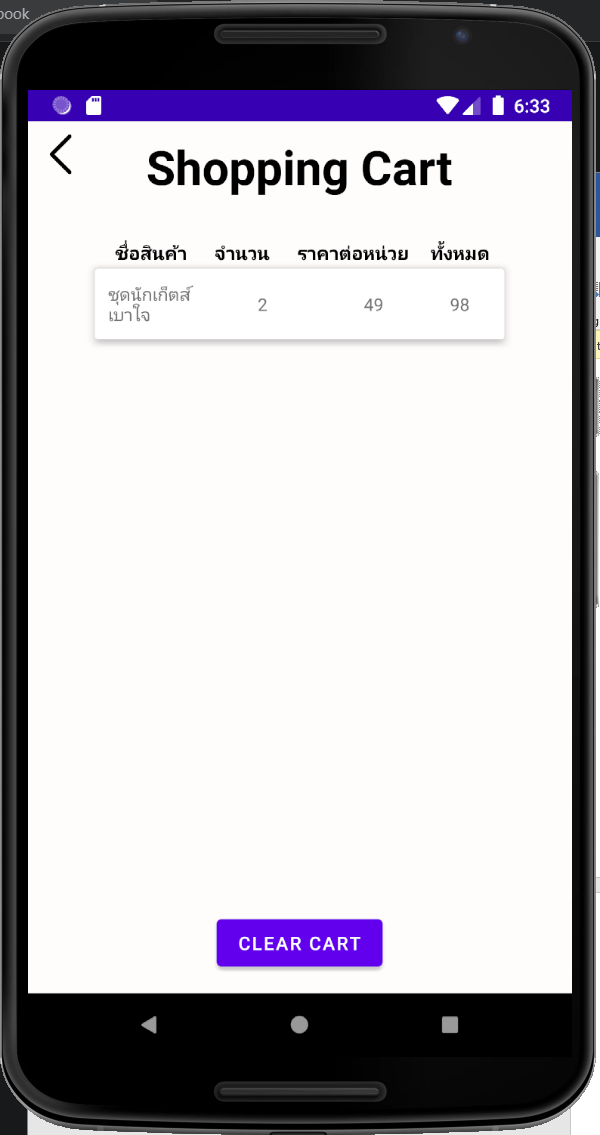 book
6:33
Shopping Cart
ชื่อสินค้า จำนวน ราคาต่อหน่วย ทั้งหมด
ชุดนักเก็ตส์ 2 49 98
เบาใจ
CLEAR CART